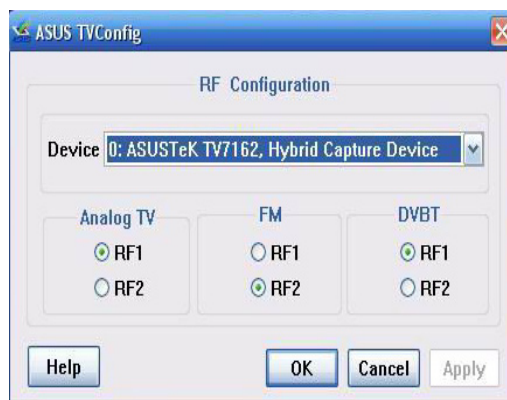 ASUS TVConfig
RF Configuration
Device 0: ASUSTeK TV7162, Hybrid Capture Device
Analog TV FM DVBT
RF1 RF1 RF1
RF2 RF2 RF2
Help OK Cancel Apply